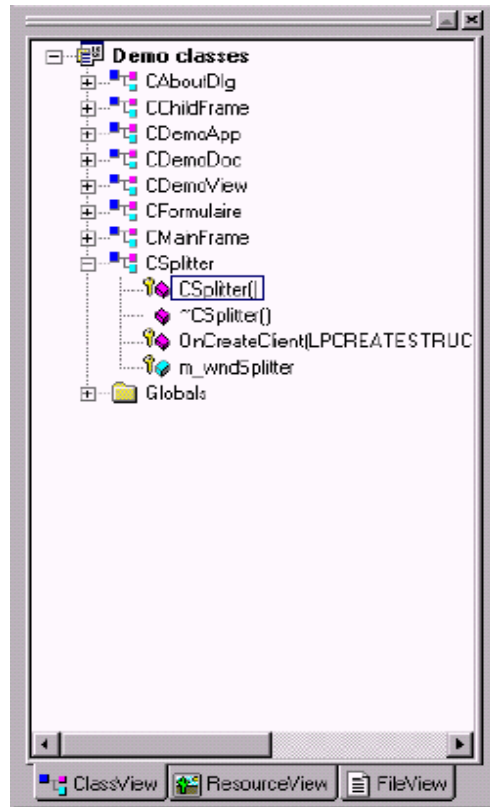 Demo classes
CAboutDlg
CChildFrame
CDemoApp
CDemoDoc
CDemoView
CFormulaire
CMainFrame
CSplitter
CSplitter()
~CSplitter()
OnCreateClient(LPCREATESTRUC
m_wndSplitter
Globals
ClassView ResourceView FileView